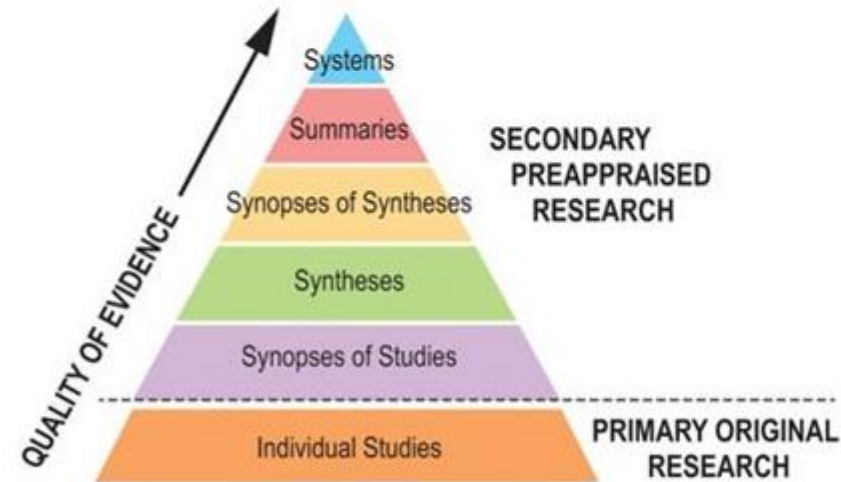 Systems
Summaries
Synopses of Syntheses
Syntheses
Synopses of Studies
Individual Studies
QUALITY OF EVIDENCE
SECONDARY
PREAPPRAISED
RESEARCH
PRIMARY ORIGINAL
RESEARCH